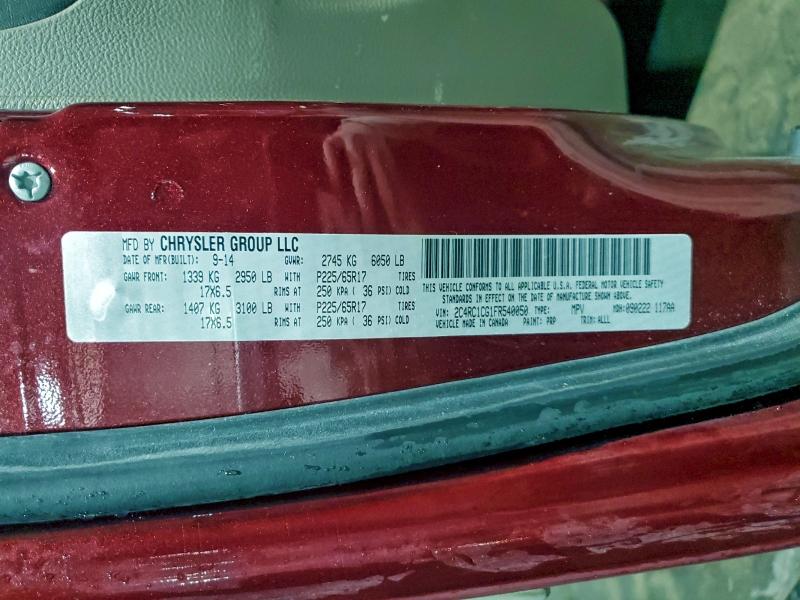 MFD BY CHRYSLER GROUP LLC
DATE OF MFR(BUILT): 9-14 GVWR: 2745 KG 6050 LB
GAWR FRONT: 1339 KG 2950 LB WITH P225/65R17 TIRES
17X6.5 RIMS AT 250 KPA ( 36 PSI) COLD
GAWR REAR: 1407 KG 3100 LB WITH P225/65R17 TIRES
17X6.5 RIMS AT 250 KPA ( 36 PSI) COLD
THIS VEHICLE CONFORMS TO ALL APPLICABLE U.S.A. FEDERAL MOTOR VEHICLE SAFETY
STANDARDS IN EFFECT ON THE DATE OF MANUFACTURE SHOWN ABOVE.
VIN: 2C4RC1CG1FR540050 TYPE: MPV MDH: 090222 117AA
VEHICLE MADE IN CANADA PAINT: PRP TRIM: ALLL